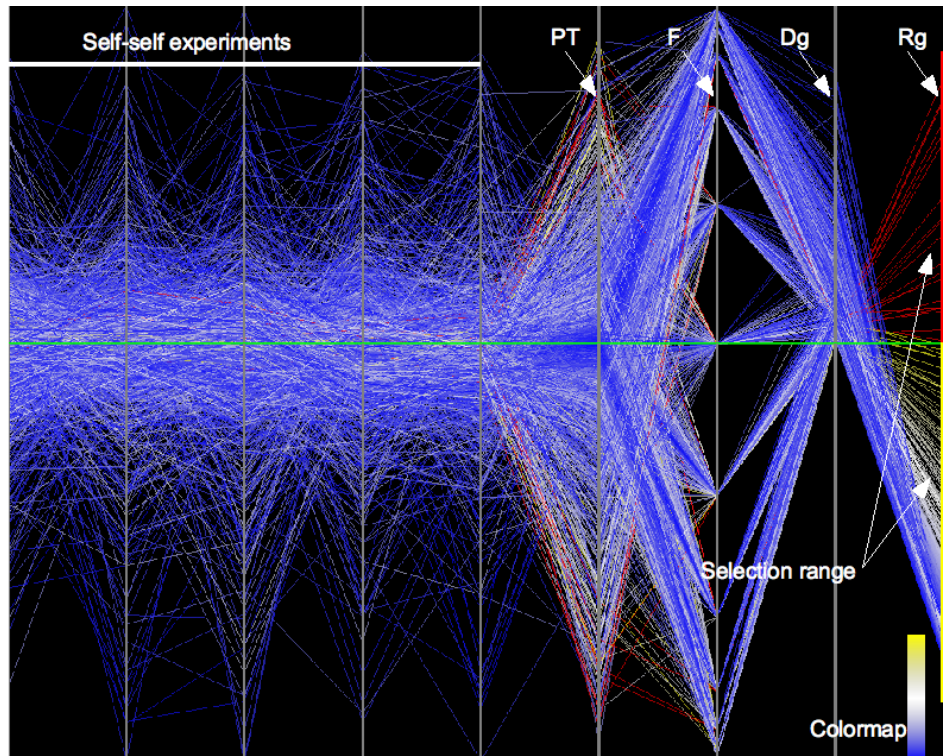 Self-self experiments
PT
F
Dg
Rg
Selection range
Colormap